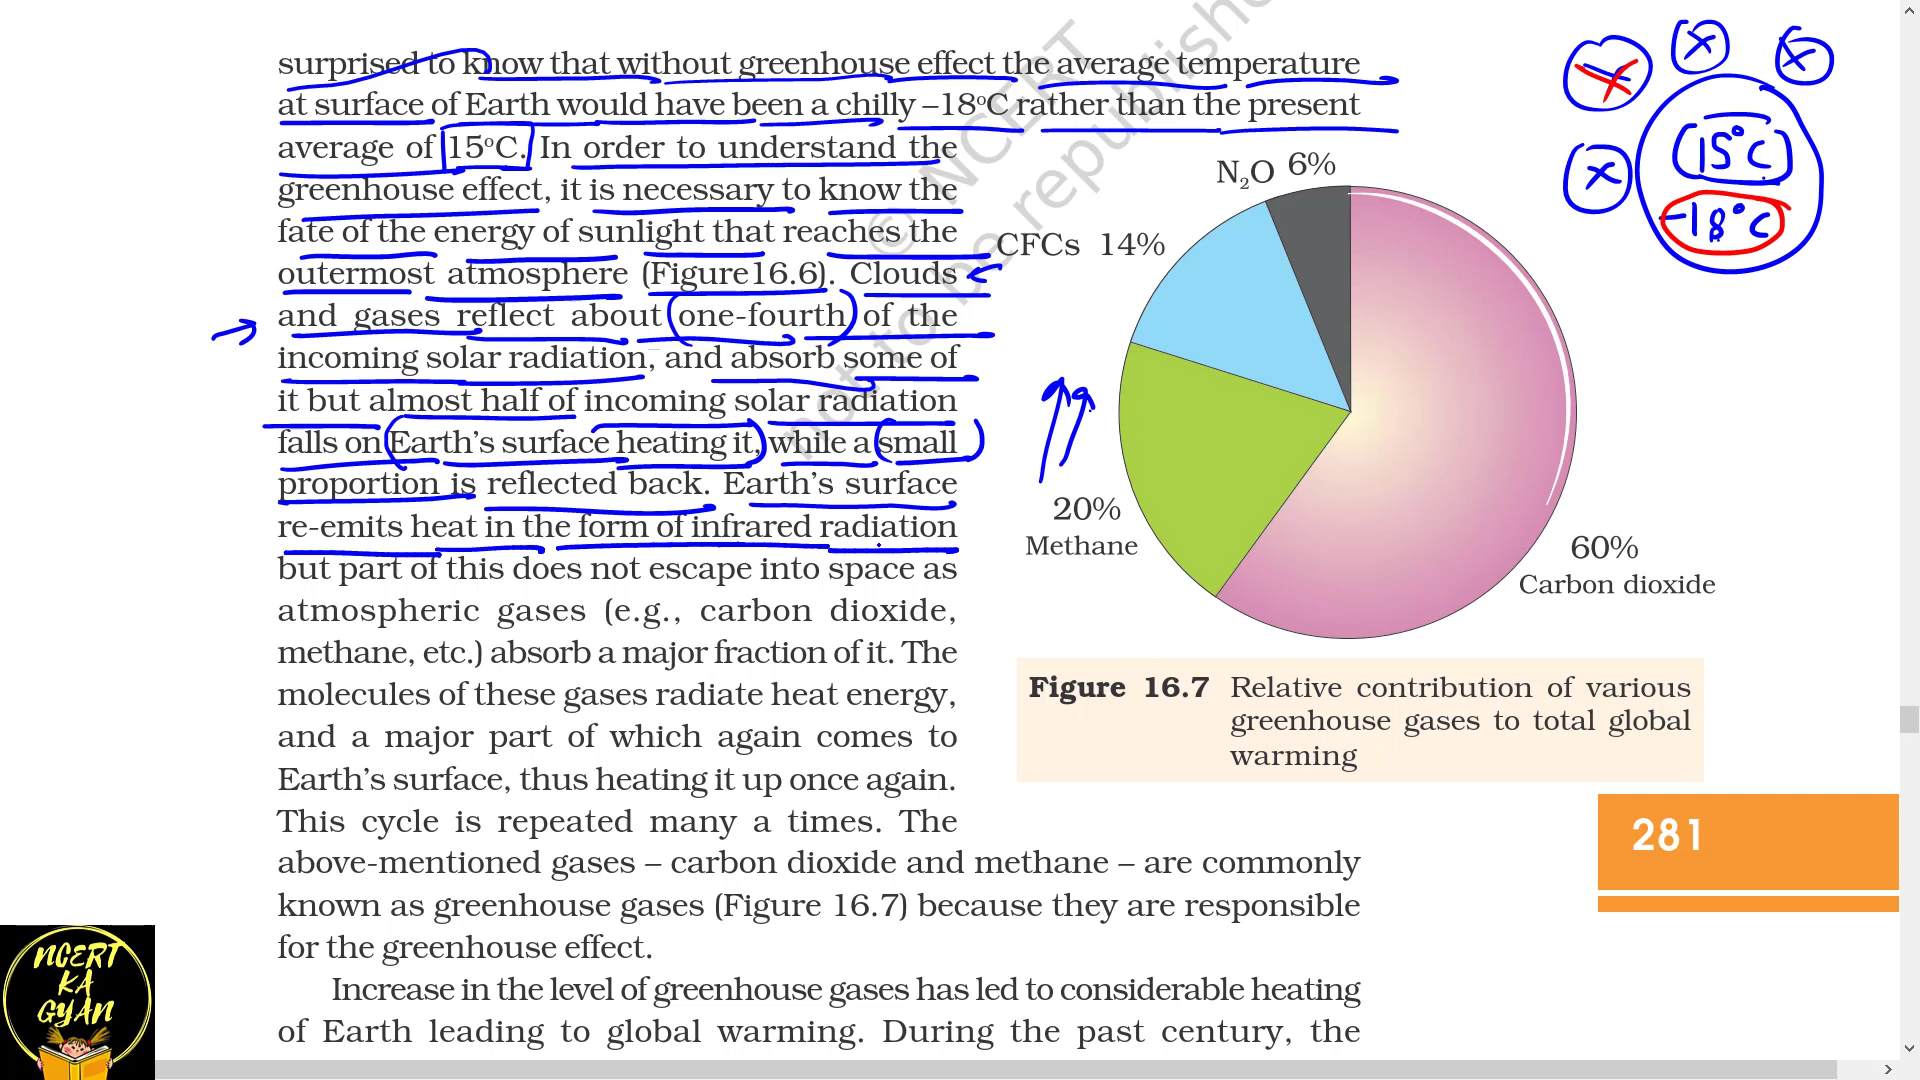 surprised to know that without greenhouse effect the average temperature
at surface of Earth would have been a chilly –18°C rather than the present
average of 15°C. In order to understand the
greenhouse effect, it is necessary to know the
fate of the energy of sunlight that reaches the
outermost atmosphere (Figure16.6). Clouds
and gases reflect about one-fourth of the
incoming solar radiation, and absorb some of
it but almost half of incoming solar radiation
falls on Earth's surface heating it, while a small
proportion is reflected back. Earth's surface
re-emits heat in the form of infrared radiation
but part of this does not escape into space as
atmospheric gases (e.g., carbon dioxide,
methane, etc.) absorb a major fraction of it. The
molecules of these gases radiate heat energy,
and a major part of which again comes to
Earth's surface, thus heating it up once again.
This cycle is repeated many a times. The
above-mentioned gases – carbon dioxide and methane – are commonly
known as greenhouse gases (Figure 16.7) because they are responsible
for the greenhouse effect.
Increase in the level of greenhouse gases has led to considerable heating
of Earth leading to global warming. During the past century, the
N₂O 6%
CFCs 14%
20%
Methane
60%
Carbon dioxide
Figure 16.7 Relative contribution of various
greenhouse gases to total global
warming
(15°C)
-18°C
281
© NCERT
not to be republished
NCERT
KA
GYAN